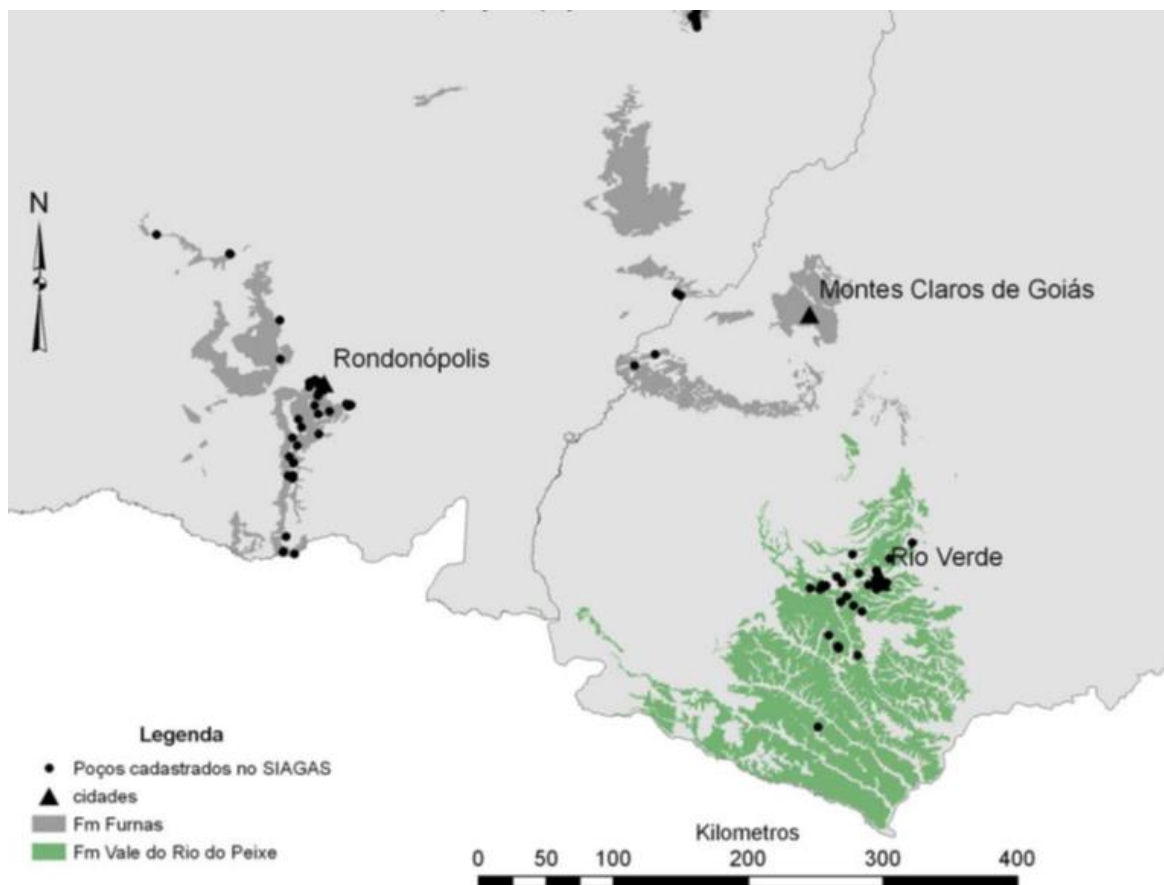 N
Montes Claros de Goiás
Rondonópolis
Rio Verde
Legenda
Poços cadastrados no SIAGAS
cidades
Fm Furnas
Fm Vale do Rio do Peixe
Kilometros
0 50 100 200 300 400